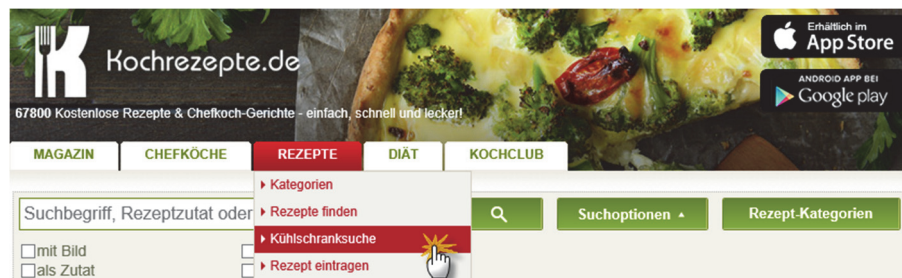 Kochrezepte.de
67800 Kostenlose Rezepte & Chefkoch-Gerichte - einfach, schnell und lecker!
Erhältlich im
App Store
ANDROID APP BEI
Google play
MAGAZIN CHEFKÖCHE REZEPTE DIÄT KOCHCLUB
Kategorien
Rezepte finden
Kühlschranksuche
Rezept eintragen
Suchbegriff, Rezeptzutat oder
Suchoptionen
Rezept-Kategorien
mit Bild
als Zutat